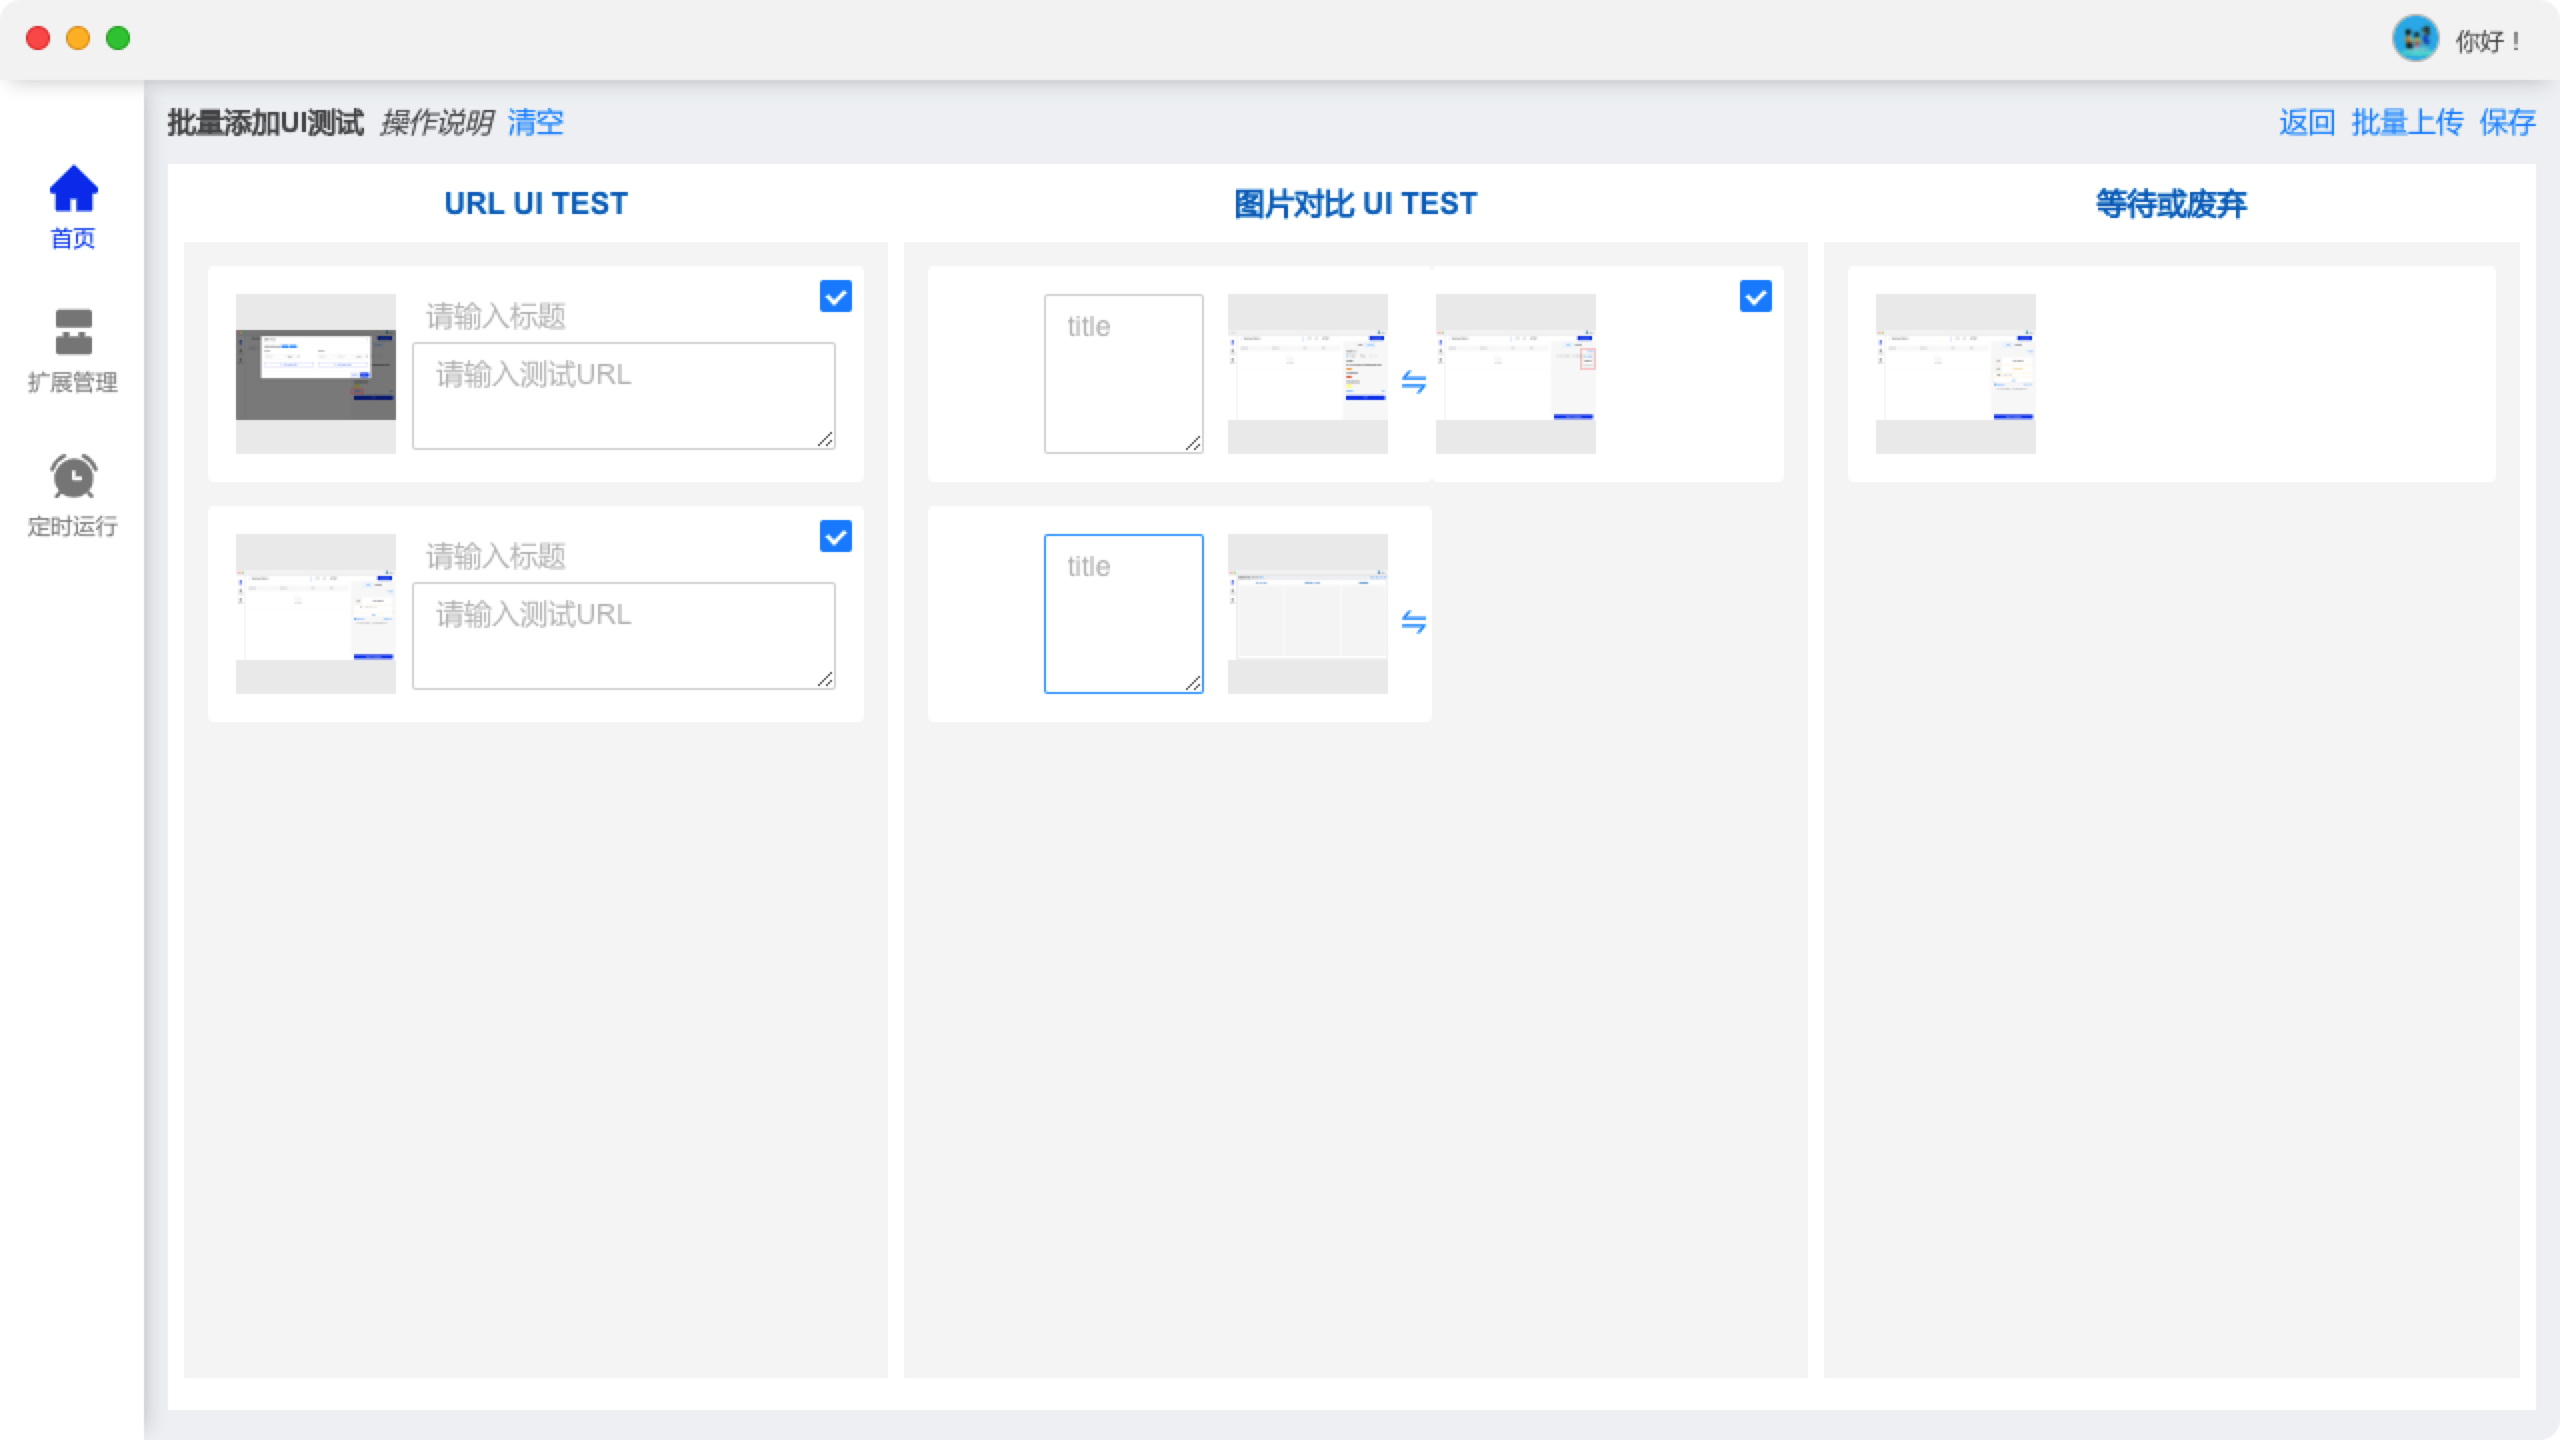 你好！
批量添加UI测试 操作说明 清空
返回 批量上传 保存
首页
扩展管理
定时运行
URL UI TEST
请输入标题
请输入测试URL
请输入标题
请输入测试URL
图片对比 UI TEST
title
title
等待或废弃